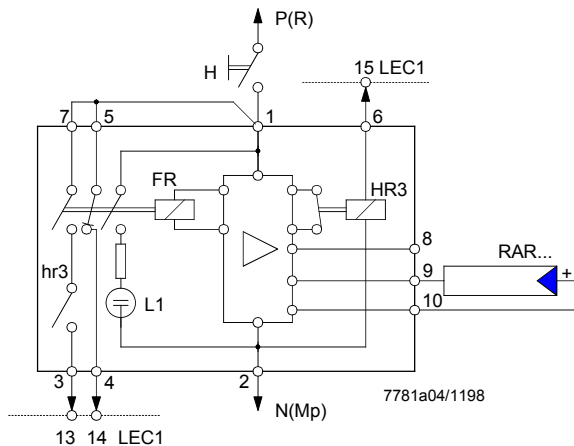 P(R)
H
15 LEC1
7 5 1 6
FR
HR3
8
RAR...
9
+
hr3
10
L1
3 4 2
7781a04/1198
N(Mp)
13 14 LEC1